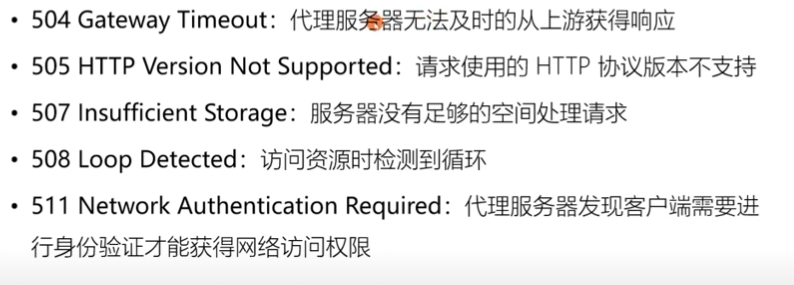 • 504 Gateway Timeout：代理服务器无法及时的从上游获得响应
• 505 HTTP Version Not Supported：请求使用的 HTTP 协议版本不支持
• 507 Insufficient Storage：服务器没有足够的空间处理请求
• 508 Loop Detected：访问资源时检测到循环
• 511 Network Authentication Required：代理服务器发现客户端需要进
行身份验证才能获得网络访问权限